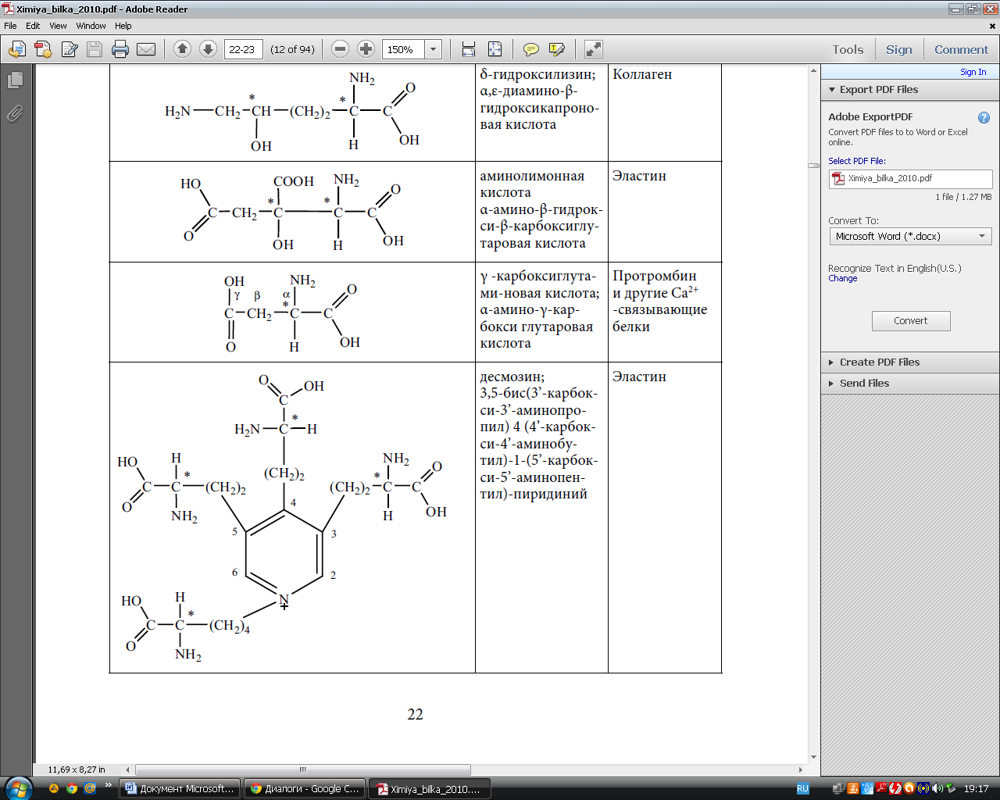 Ximiya_bilka_2010.pdf - Adobe Reader
File Edit View Window Help
22-23 (12 of 94) 150% Tools Sign Comment
Sign In
Export PDF Files
Adobe ExportPDF
Convert PDF files to to Word or Excel
online.
Select PDF File:
Ximiya_bilka_2010.pdf
1 file / 1.27 MB
Convert To:
Microsoft Word (*.docx)
Recognize Text in English(U.S.)
Change
Convert
Create PDF Files
Send Files
NH₂
* * O
H₂N CH₂ CH (CH₂)₂ C C
OH H OH
δ-гидроксилизин;
α,ε-диамино-β-
гидроксикапроно-
вая кислота
Коллаген
HO COOH NH₂ O
* *
C CH₂ C C C
O OH H OH
аминолимонная
кислота
α-амино-β-гидрок-
си-β-карбоксиглу-
таровая кислота
Эластин
OH NH₂ O
γ β α
*
C CH₂ C C
O H OH
γ -карбоксиглута-
ми-новая кислота;
α-амино-γ-кар-
бокси глутаровая
кислота
Протромбин
и другие Ca²⁺
-связывающие
белки
O OH
C
*
H₂N C H
HO H NH₂ O
* (CH₂)₂ *
C C (CH₂)₂ (CH₂)₂ C C
O NH₂ 4 H OH
5 3
6 2
N
+
HO H
*
C C (CH₂)₄
O NH₂
десмозин;
3,5-бис(3’-карбок-
си-3’-аминопро-
пил) 4 (4’-карбок-
си-4’-аминобу-
тил)-1-(5’-карбок-
си-5’-аминопен-
тил)-пиридиний
Эластин
22
11,69 x 8,27 in
» Документ Microsoft... Диалоги - Google C... Ximiya_bilka_2010.... RU 19:17